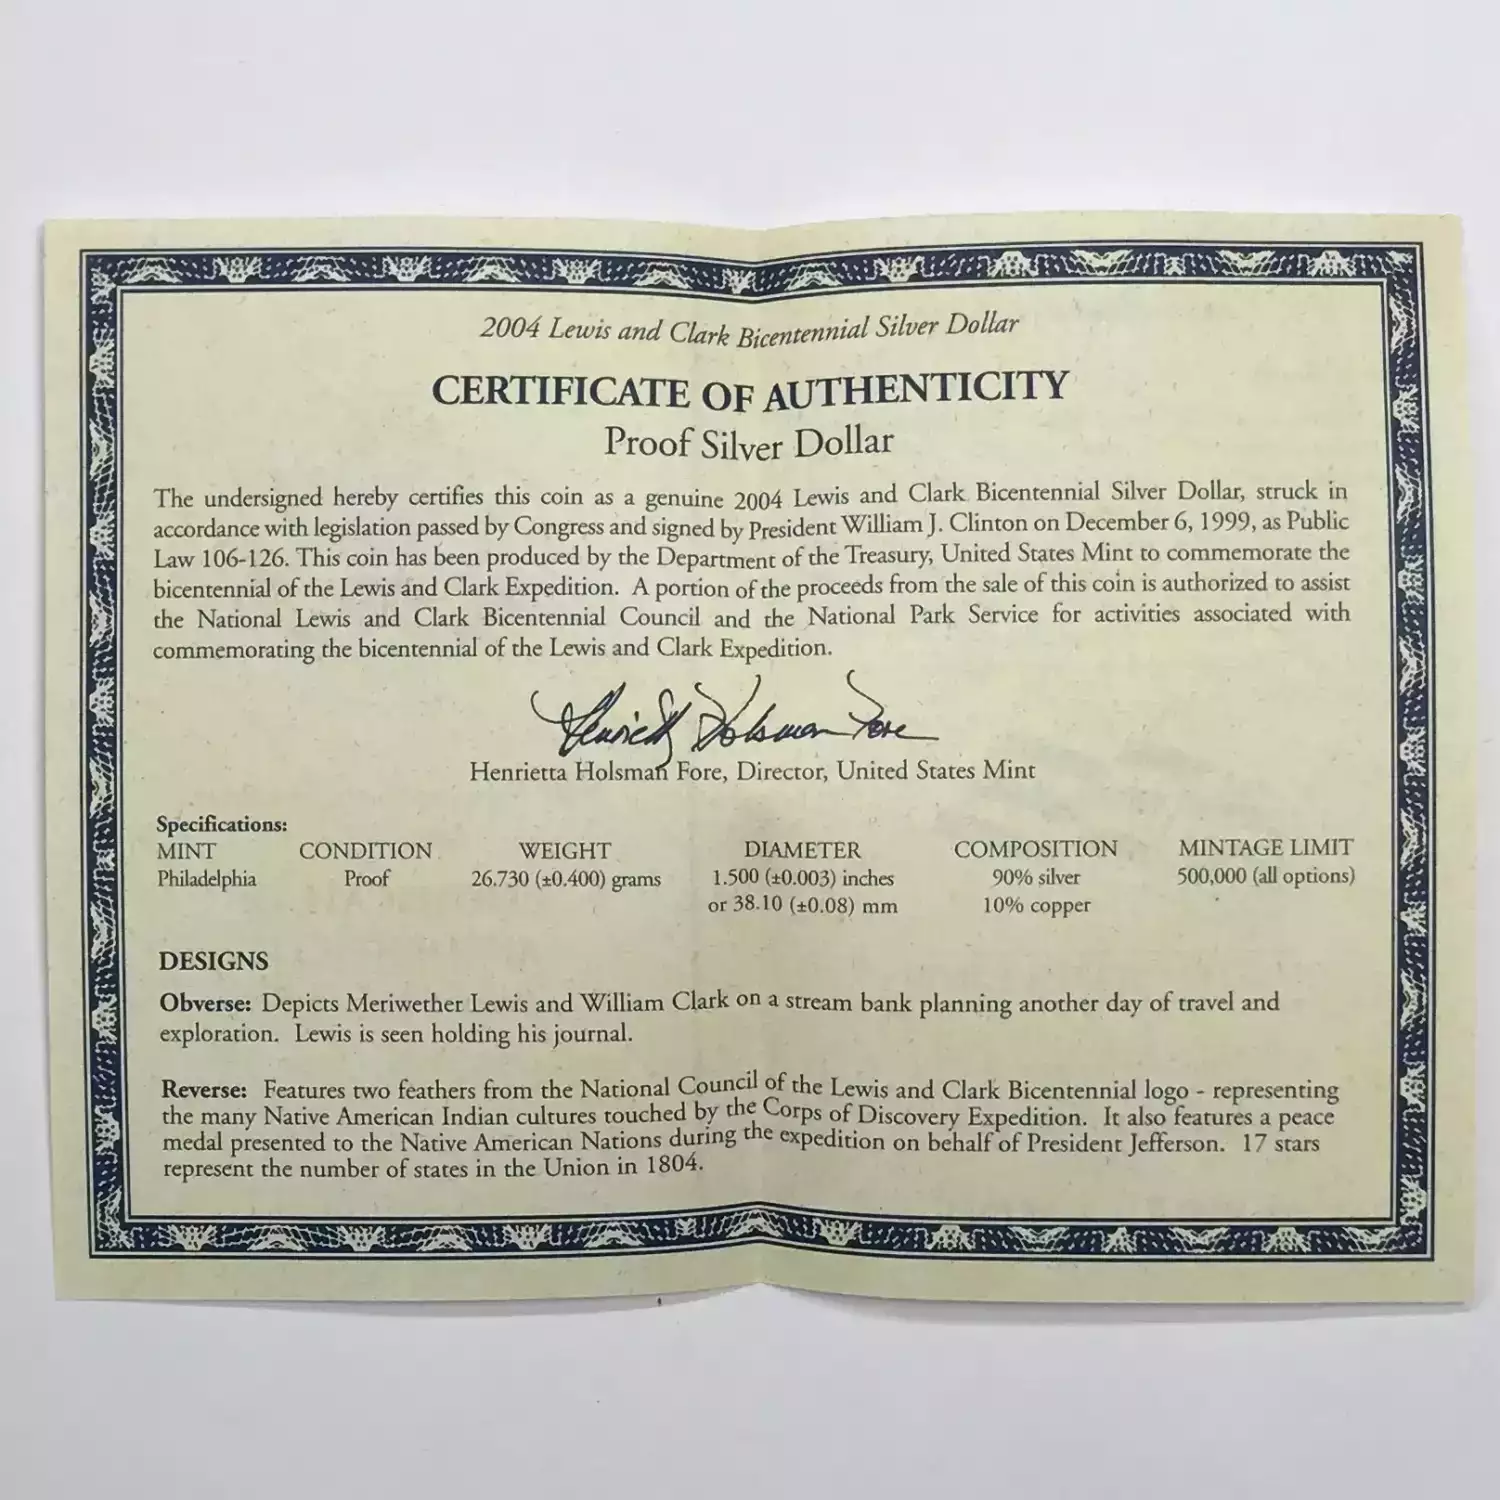 2004 Lewis and Clark Bicentennial Silver Dollar
CERTIFICATE OF AUTHENTICITY
Proof Silver Dollar
The undersigned hereby certifies this coin as a genuine 2004 Lewis and Clark Bicentennial Silver Dollar, struck in
accordance with legislation passed by Congress and signed by President William J. Clinton on December 6, 1999, as Public
Law 106-126. This coin has been produced by the Department of the Treasury, United States Mint to commemorate the
bicentennial of the Lewis and Clark Expedition. A portion of the proceeds from the sale of this coin is authorized to assist
the National Lewis and Clark Bicentennial Council and the National Park Service for activities associated with
commemorating the bicentennial of the Lewis and Clark Expedition.
Henrietta Holsman Fore
Henrietta Holsman Fore, Director, United States Mint
Specifications:
MINT CONDITION WEIGHT DIAMETER COMPOSITION MINTAGE LIMIT
Philadelphia Proof 26.730 (±0.400) grams 1.500 (±0.003) inches 90% silver 500,000 (all options)
or 38.10 (±0.08) mm 10% copper
DESIGNS
Obverse: Depicts Meriwether Lewis and William Clark on a stream bank planning another day of travel and
exploration. Lewis is seen holding his journal.
Reverse: Features two feathers from the National Council of the Lewis and Clark Bicentennial logo - representing
the many Native American Indian cultures touched by the Corps of Discovery Expedition. It also features a peace
medal presented to the Native American Nations during the expedition on behalf of President Jefferson. 17 stars
represent the number of states in the Union in 1804.